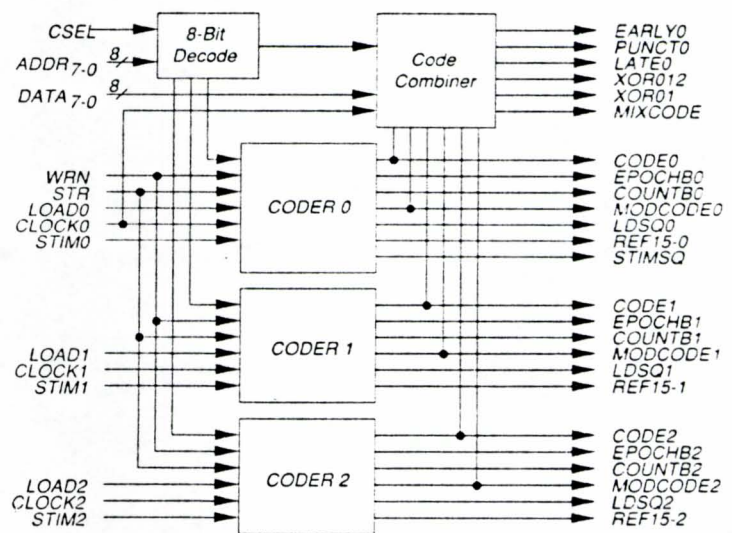 CSEL
8-Bit
Decode
ADDR7-0
8
DATA7-0
8
Code
Combiner
EARLY0
PUNCT0
LATE0
XOR012
XOR01
MIXCODE
WRN
STR
LOAD0
CLOCK0
STIM0
CODER 0
CODE0
EPOCHB0
COUNTB0
MODCODE0
LDSQ0
REF15-0
STIMSQ
LOAD1
CLOCK1
STIM1
CODER 1
CODE1
EPOCHB1
COUNTB1
MODCODE1
LDSQ1
REF15-1
LOAD2
CLOCK2
STIM2
CODER 2
CODE2
EPOCHB2
COUNTB2
MODCODE2
LDSQ2
REF15-2